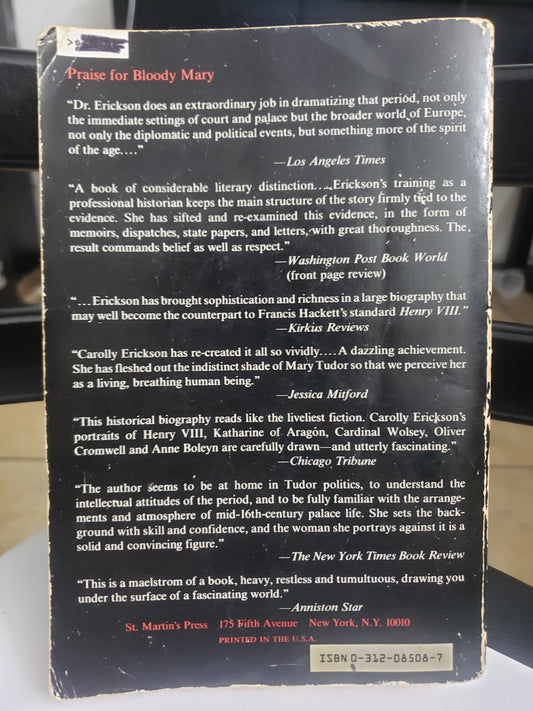 Praise for Bloody Mary
“Dr. Erickson does an extraordinary job in dramatizing that period, not only
the immediate settings of court and palace but the broader world of Europe,
not only the diplomatic and political events, but something more of the spirit
of the age....”
—Los Angeles Times
“A book of considerable literary distinction.... Erickson’s training as a
professional historian keeps the main structure of the story firmly tied to the
evidence. She has sifted and re-examined this evidence, in the form of
memoirs, dispatches, state papers, and letters, with great thoroughness. The
result commands belief as well as respect.”
—Washington Post Book World
(front page review)
“... Erickson has brought sophistication and richness in a large biography that
may well become the counterpart to Francis Hackett’s standard Henry VIII.”
—Kirkus Reviews
“Carolly Erickson has re-created it all so vividly.... A dazzling achievement.
She has fleshed out the indistinct shade of Mary Tudor so that we perceive her
as a living, breathing human being.”
—Jessica Mitford
“This historical biography reads like the liveliest fiction. Carolly Erickson’s
portraits of Henry VIII, Katharine of Aragón, Cardinal Wolsey, Oliver
Cromwell and Anne Boleyn are carefully drawn—and utterly fascinating.”
—Chicago Tribune
“The author seems to be at home in Tudor politics, to understand the
intellectual attitudes of the period, and to be fully familiar with the arrange-
ments and atmosphere of mid-16th-century palace life. She sets the back-
ground with skill and confidence, and the woman she portrays against it is a
solid and convincing figure.”
—The New York Times Book Review
“This is a maelstrom of a book, heavy, restless and tumultuous, drawing you
under the surface of a fascinating world.”
—Anniston Star
St. Martin’s Press 175 Fifth Avenue New York, N.Y. 10010
PRINTED IN THE U.S.A.
ISBN 0-312-08508-7